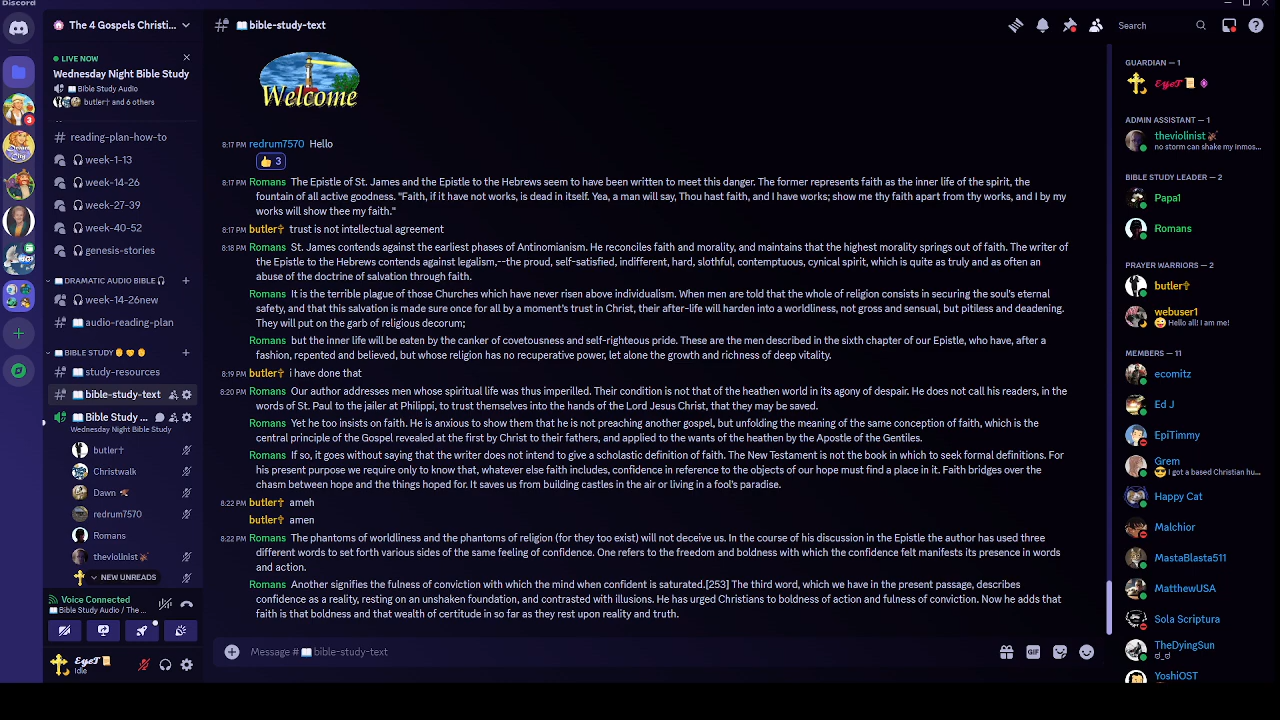 Discord
The 4 Gospels Christi...
LIVE NOW
Wednesday Night Bible Study
Bible Study Audio
butler✝ and 6 others
reading-plan-how-to
week-1-13
week-14-26
week-27-39
week-40-52
genesis-stories
DRAMATIC AUDIO BIBLE
week-14-26new
audio-reading-plan
BIBLE STUDY
study-resources
bible-study-text
Bible Study ...
Wednesday Night Bible Study
butler✝
Christwalk
Dawn
redrum7570
Romans
theviolinist
NEW UNREADS
Voice Connected
Bible Study Audio / The ...
EyeT
Idle
3
bible-study-text
Search
Welcome
8:17 PM redrum7570 Hello
3
8:17 PM Romans The Epistle of St. James and the Epistle to the Hebrews seem to have been written to meet this danger. The former represents faith as the inner life of the spirit, the
fountain of all active goodness. "Faith, if it have not works, is dead in itself. Yea, a man will say, Thou hast faith, and I have works; show me thy faith apart from thy works, and I by my
works will show thee my faith."
8:17 PM butler✝ trust is not intellectual agreement
8:18 PM Romans St. James contends against the earliest phases of Antinomianism. He reconciles faith and morality, and maintains that the highest morality springs out of faith. The writer of
the Epistle to the Hebrews contends against legalism,--the proud, self-satisfied, indifferent, hard, slothful, contemptuous, cynical spirit, which is quite as truly and as often an
abuse of the doctrine of salvation through faith.
Romans It is the terrible plague of those Churches which have never risen above individualism. When men are told that the whole of religion consists in securing the soul's eternal
safety, and that this salvation is made sure once for all by a moment's trust in Christ, their after-life will harden into a worldliness, not gross and sensual, but pitiless and deadening.
They will put on the garb of religious decorum;
Romans but the inner life will be eaten by the canker of covetousness and self-righteous pride. These are the men described in the sixth chapter of our Epistle, who have, after a
fashion, repented and believed, but whose religion has no recuperative power, let alone the growth and richness of deep vitality.
8:19 PM butler✝ i have done that
8:20 PM Romans Our author addresses men whose spiritual life was thus imperilled. Their condition is not that of the heathen world in its agony of despair. He does not call his readers, in the
words of St. Paul to the jailer at Philippi, to trust themselves into the hands of the Lord Jesus Christ, that they may be saved.
Romans Yet he too insists on faith. He is anxious to show them that he is not preaching another gospel, but unfolding the meaning of the same conception of faith, which is the
central principle of the Gospel revealed at the first by Christ to their fathers, and applied to the wants of the heathen by the Apostle of the Gentiles.
Romans If so, it goes without saying that the writer does not intend to give a scholastic definition of faith. The New Testament is not the book in which to seek formal definitions. For
his present purpose we require only to know that, whatever else faith includes, confidence in reference to the objects of our hope must find a place in it. Faith bridges over the
chasm between hope and the things hoped for. It saves us from building castles in the air or living in a fool's paradise.
8:22 PM butler✝ ameh
butler✝ amen
8:22 PM Romans The phantoms of worldliness and the phantoms of religion (for they too exist) will not deceive us. In the course of his discussion in the Epistle the author has used three
different words to set forth various sides of the same feeling of confidence. One refers to the freedom and boldness with which the confidence felt manifests its presence in words
and action.
Romans Another signifies the fulness of conviction with which the mind when confident is saturated.[253] The third word, which we have in the present passage, describes
confidence as a reality, resting on an unshaken foundation, and contrasted with illusions. He has urged Christians to boldness of action and fulness of conviction. Now he adds that
faith is that boldness and that wealth of certitude in so far as they rest upon reality and truth.
Message #bible-study-text
GIF
GUARDIAN — 1
EyeT
ADMIN ASSISTANT — 1
theviolinist
no storm can shake my inmos...
BIBLE STUDY LEADER — 2
Papa1
Romans
PRAYER WARRIORS — 2
butler✝
webuser1
Hello all! I am me!
MEMBERS — 11
ecomitz
Ed J
EpiTimmy
Grem
I got a based Christian hu...
Happy Cat
Malchior
MastaBlasta511
MatthewUSA
Sola Scriptura
TheDyingSun
YoshiOST